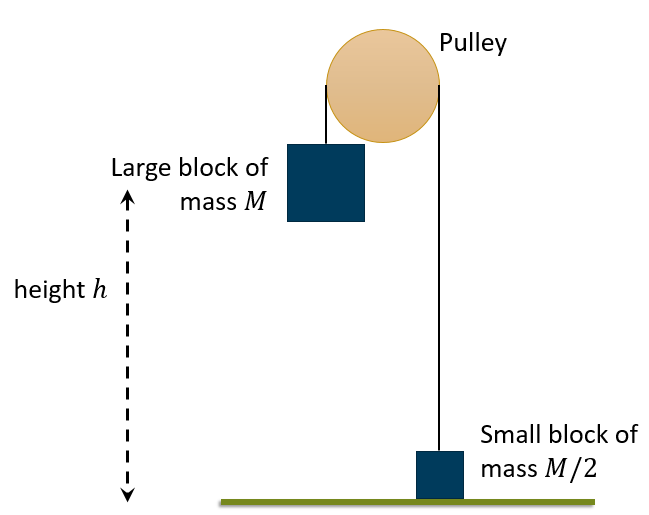 Pulley
Large block of
mass M
height h
Small block of
mass M/2